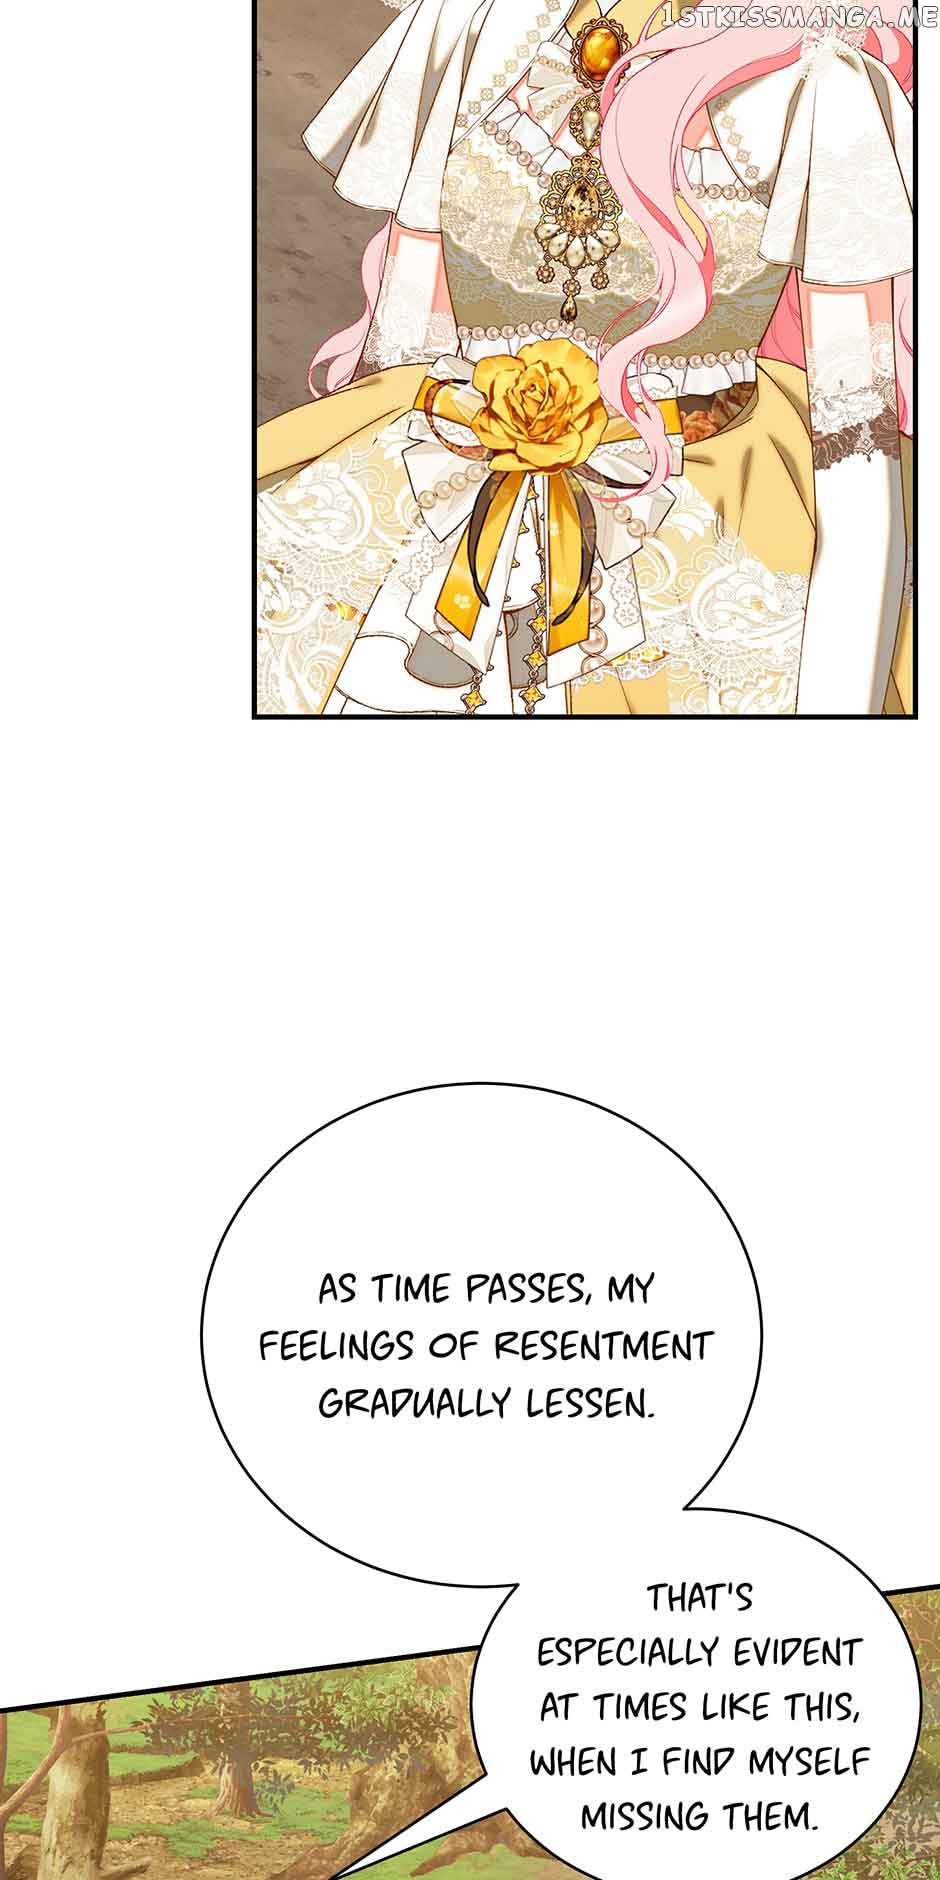 1STKISSMANGA.ME
AS TIME PASSES, MY
FEELINGS OF RESENTMENT
GRADUALLY LESSEN.
THAT'S
ESPECIALLY EVIDENT
AT TIMES LIKE THIS,
WHEN I FIND MYSELF
MISSING THEM.